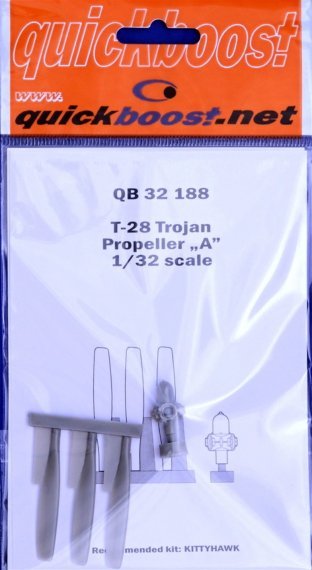 quickboost
www.
quickboost.net
QB 32 188
T-28 Trojan
Propeller „A”
1/32 scale
Recommended kit: KITTYHAWK